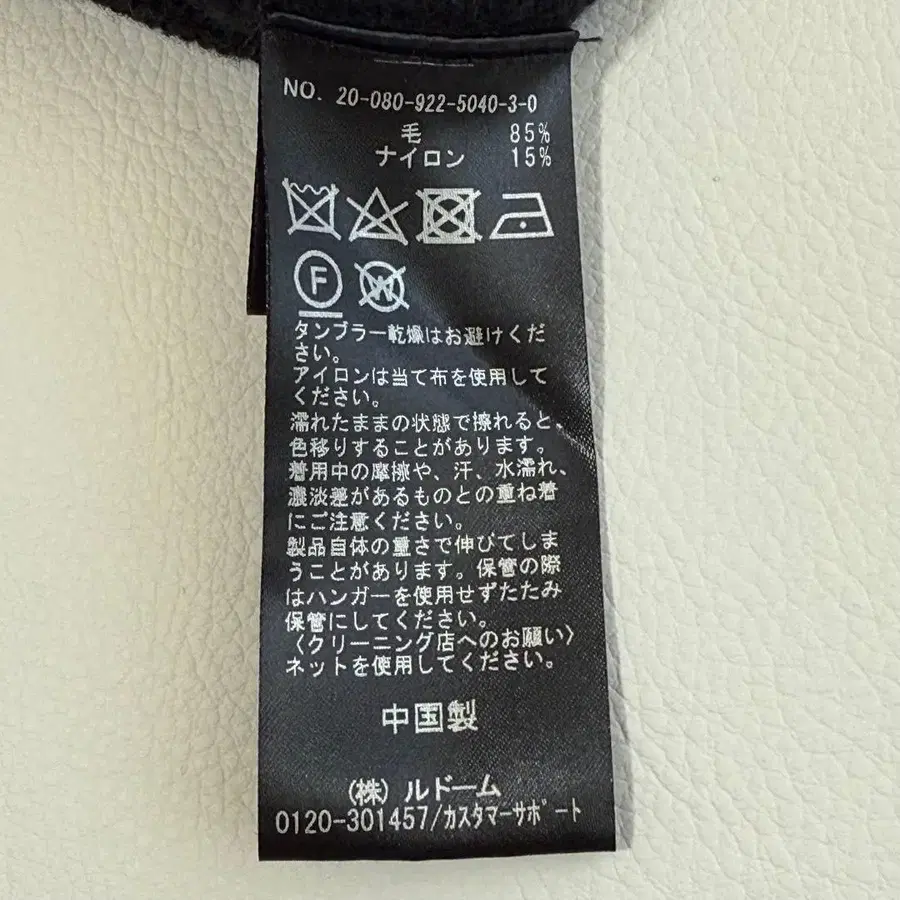 NO. 20-080-922-5040-3-0
毛 85%
ナイロン 15%
F W
タンブラー乾燥はお避けくだ
さい。
アイロンは当て布を使用して
ください。
濡れたままの状態で擦れると、
色移りすることがあります。
着用中の摩擦や、汗、水濡れ、
濃淡差があるものとの重ね着
にご注意ください。
製品自体の重さで伸びてしま
うことがあります。保管の際
はハンガーを使用せずたたみ
保管にしてください。
〈クリーニング店へのお願い〉
ネットを使用してください。
中国製
(株)ルドーム
0120-301457/カスタマーサポート